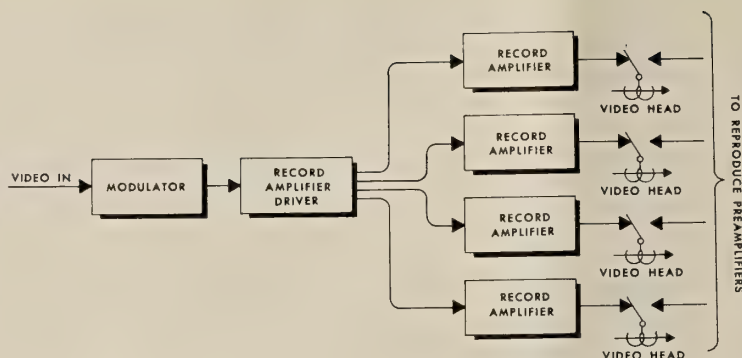 RECORD
AMPLIFIER
VIDEO HEAD
RECORD
AMPLIFIER
VIDEO HEAD
VIDEO IN
MODULATOR
RECORD
AMPLIFIER
DRIVER
RECORD
AMPLIFIER
VIDEO HEAD
RECORD
AMPLIFIER
VIDEO HEAD
TO REPRODUCE PREAMPLIFIERS